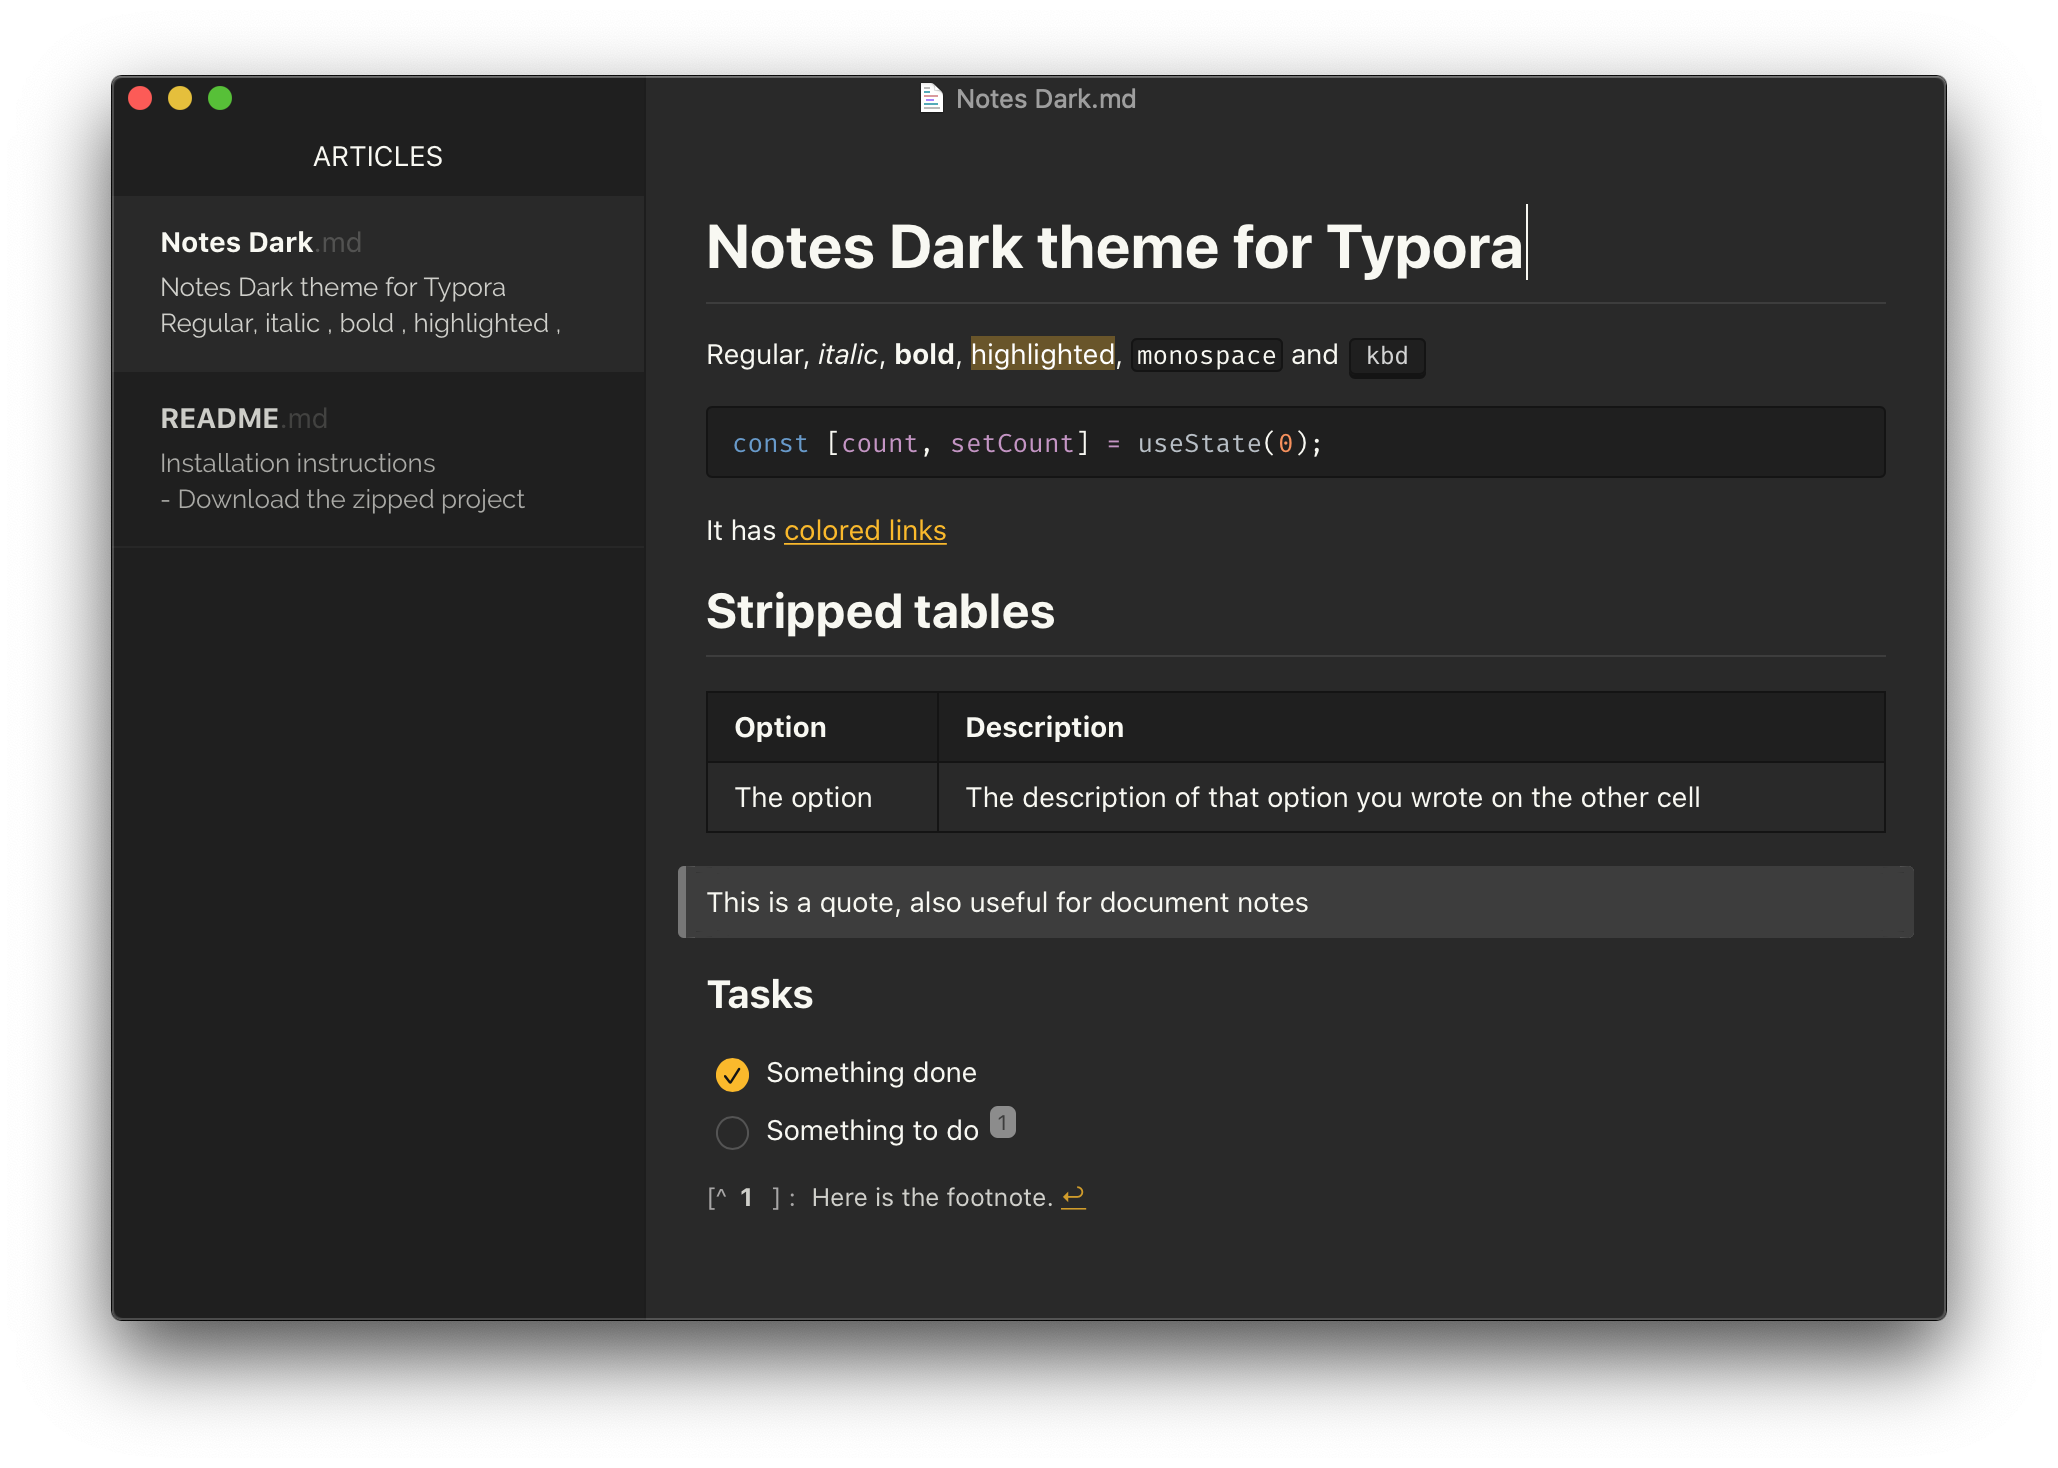 Notes Dark.md
ARTICLES
Notes Dark.md
Notes Dark theme for Typora
Regular, italic , bold , highlighted ,
README.md
Installation instructions
- Download the zipped project
Notes Dark theme for Typora
Regular, italic, bold, highlighted, monospace and kbd
const [count, setCount] = useState(0);
It has colored links
Stripped tables
Option Description
The option The description of that option you wrote on the other cell
This is a quote, also useful for document notes
Tasks
Something done
Something to do 1
[^ 1 ]: Here is the footnote. ↩